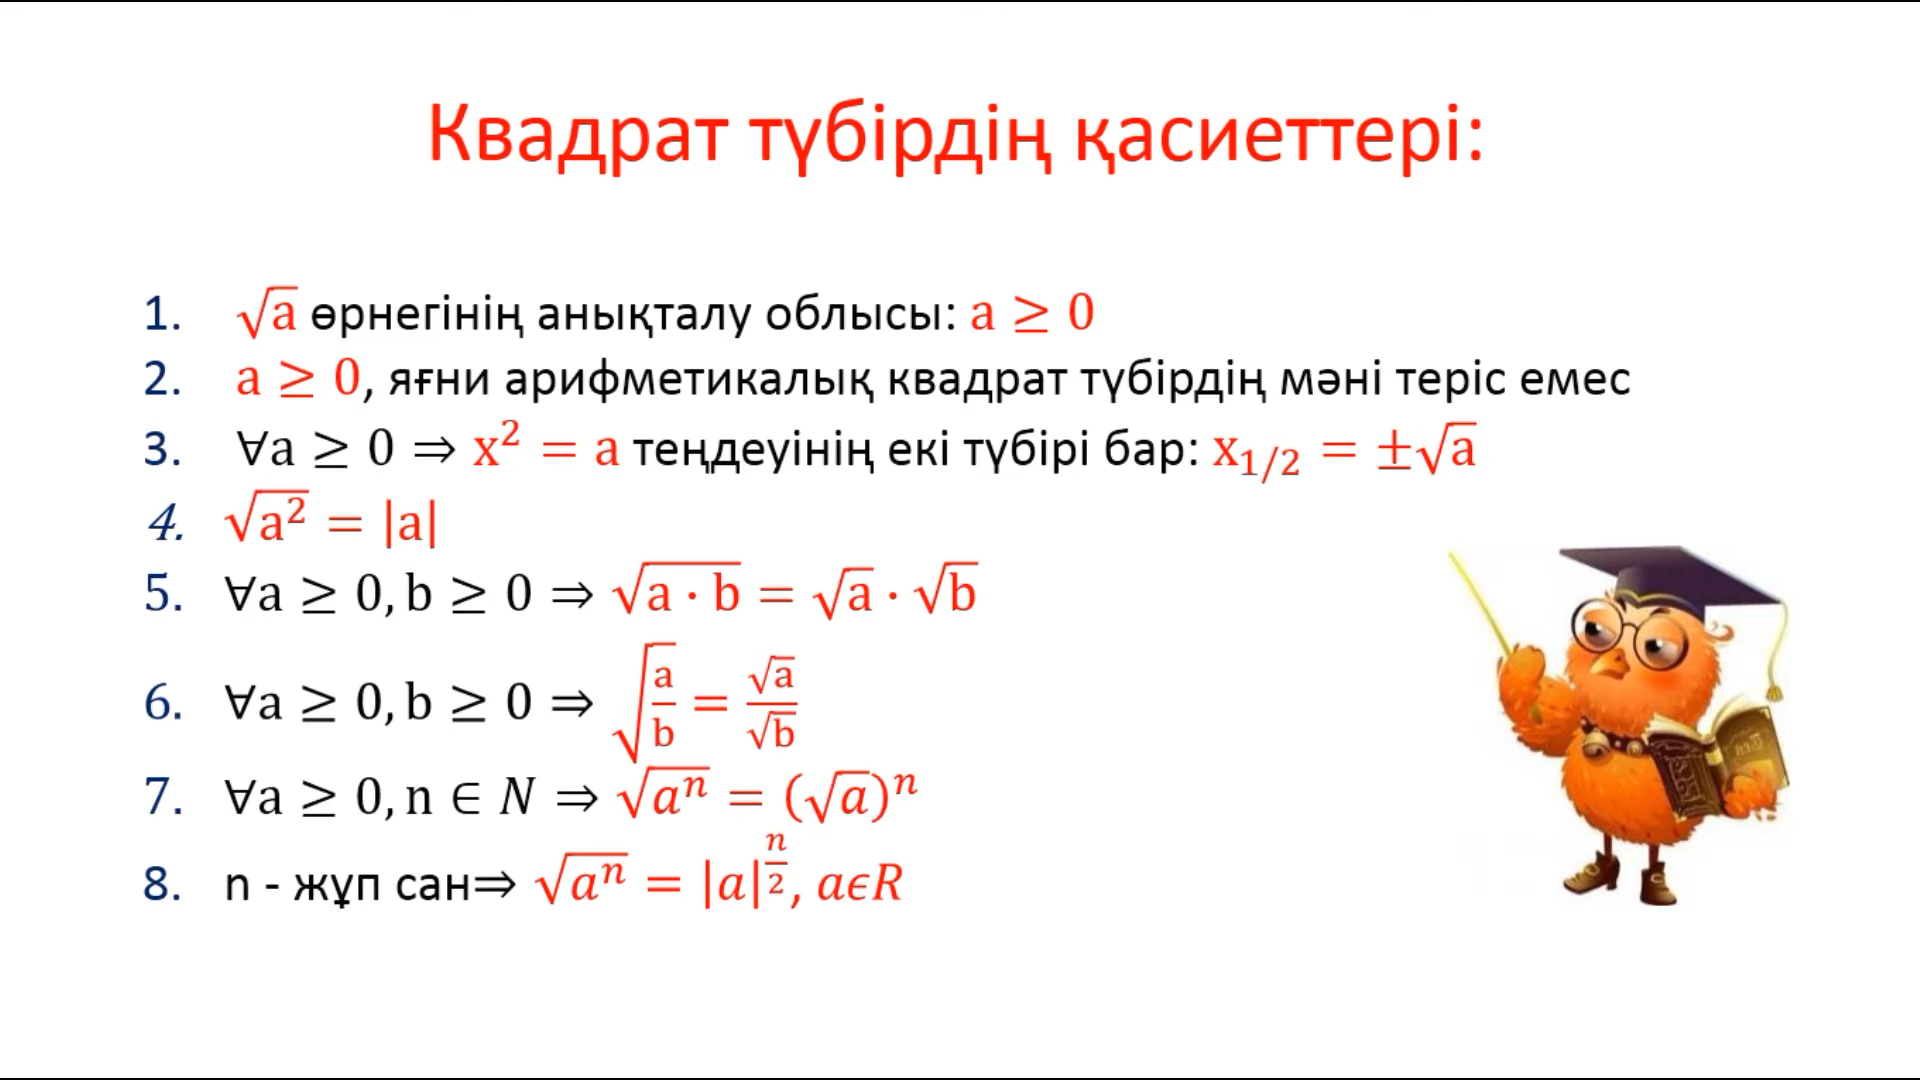 Квадрат түбірдің қасиеттері:
1. √a өрнегінің анықталу облысы: a ≥ 0
2. a ≥ 0, яғни арифметикалық квадрат түбірдің мәні теріс емес
3. ∀a ≥ 0 ⇒ x² = a теңдеуінің екі түбірі бар: x₁/₂ = ±√a
4. √a² = |a|
5. ∀a ≥ 0, b ≥ 0 ⇒ √a · b = √a · √b
6. ∀a ≥ 0, b ≥ 0 ⇒ √(a/b) = √a/√b
7. ∀a ≥ 0, n ∈ N ⇒ √aⁿ = (√a)ⁿ
8. n - жұп сан⇒ √aⁿ = |a|^(n/2), aϵR